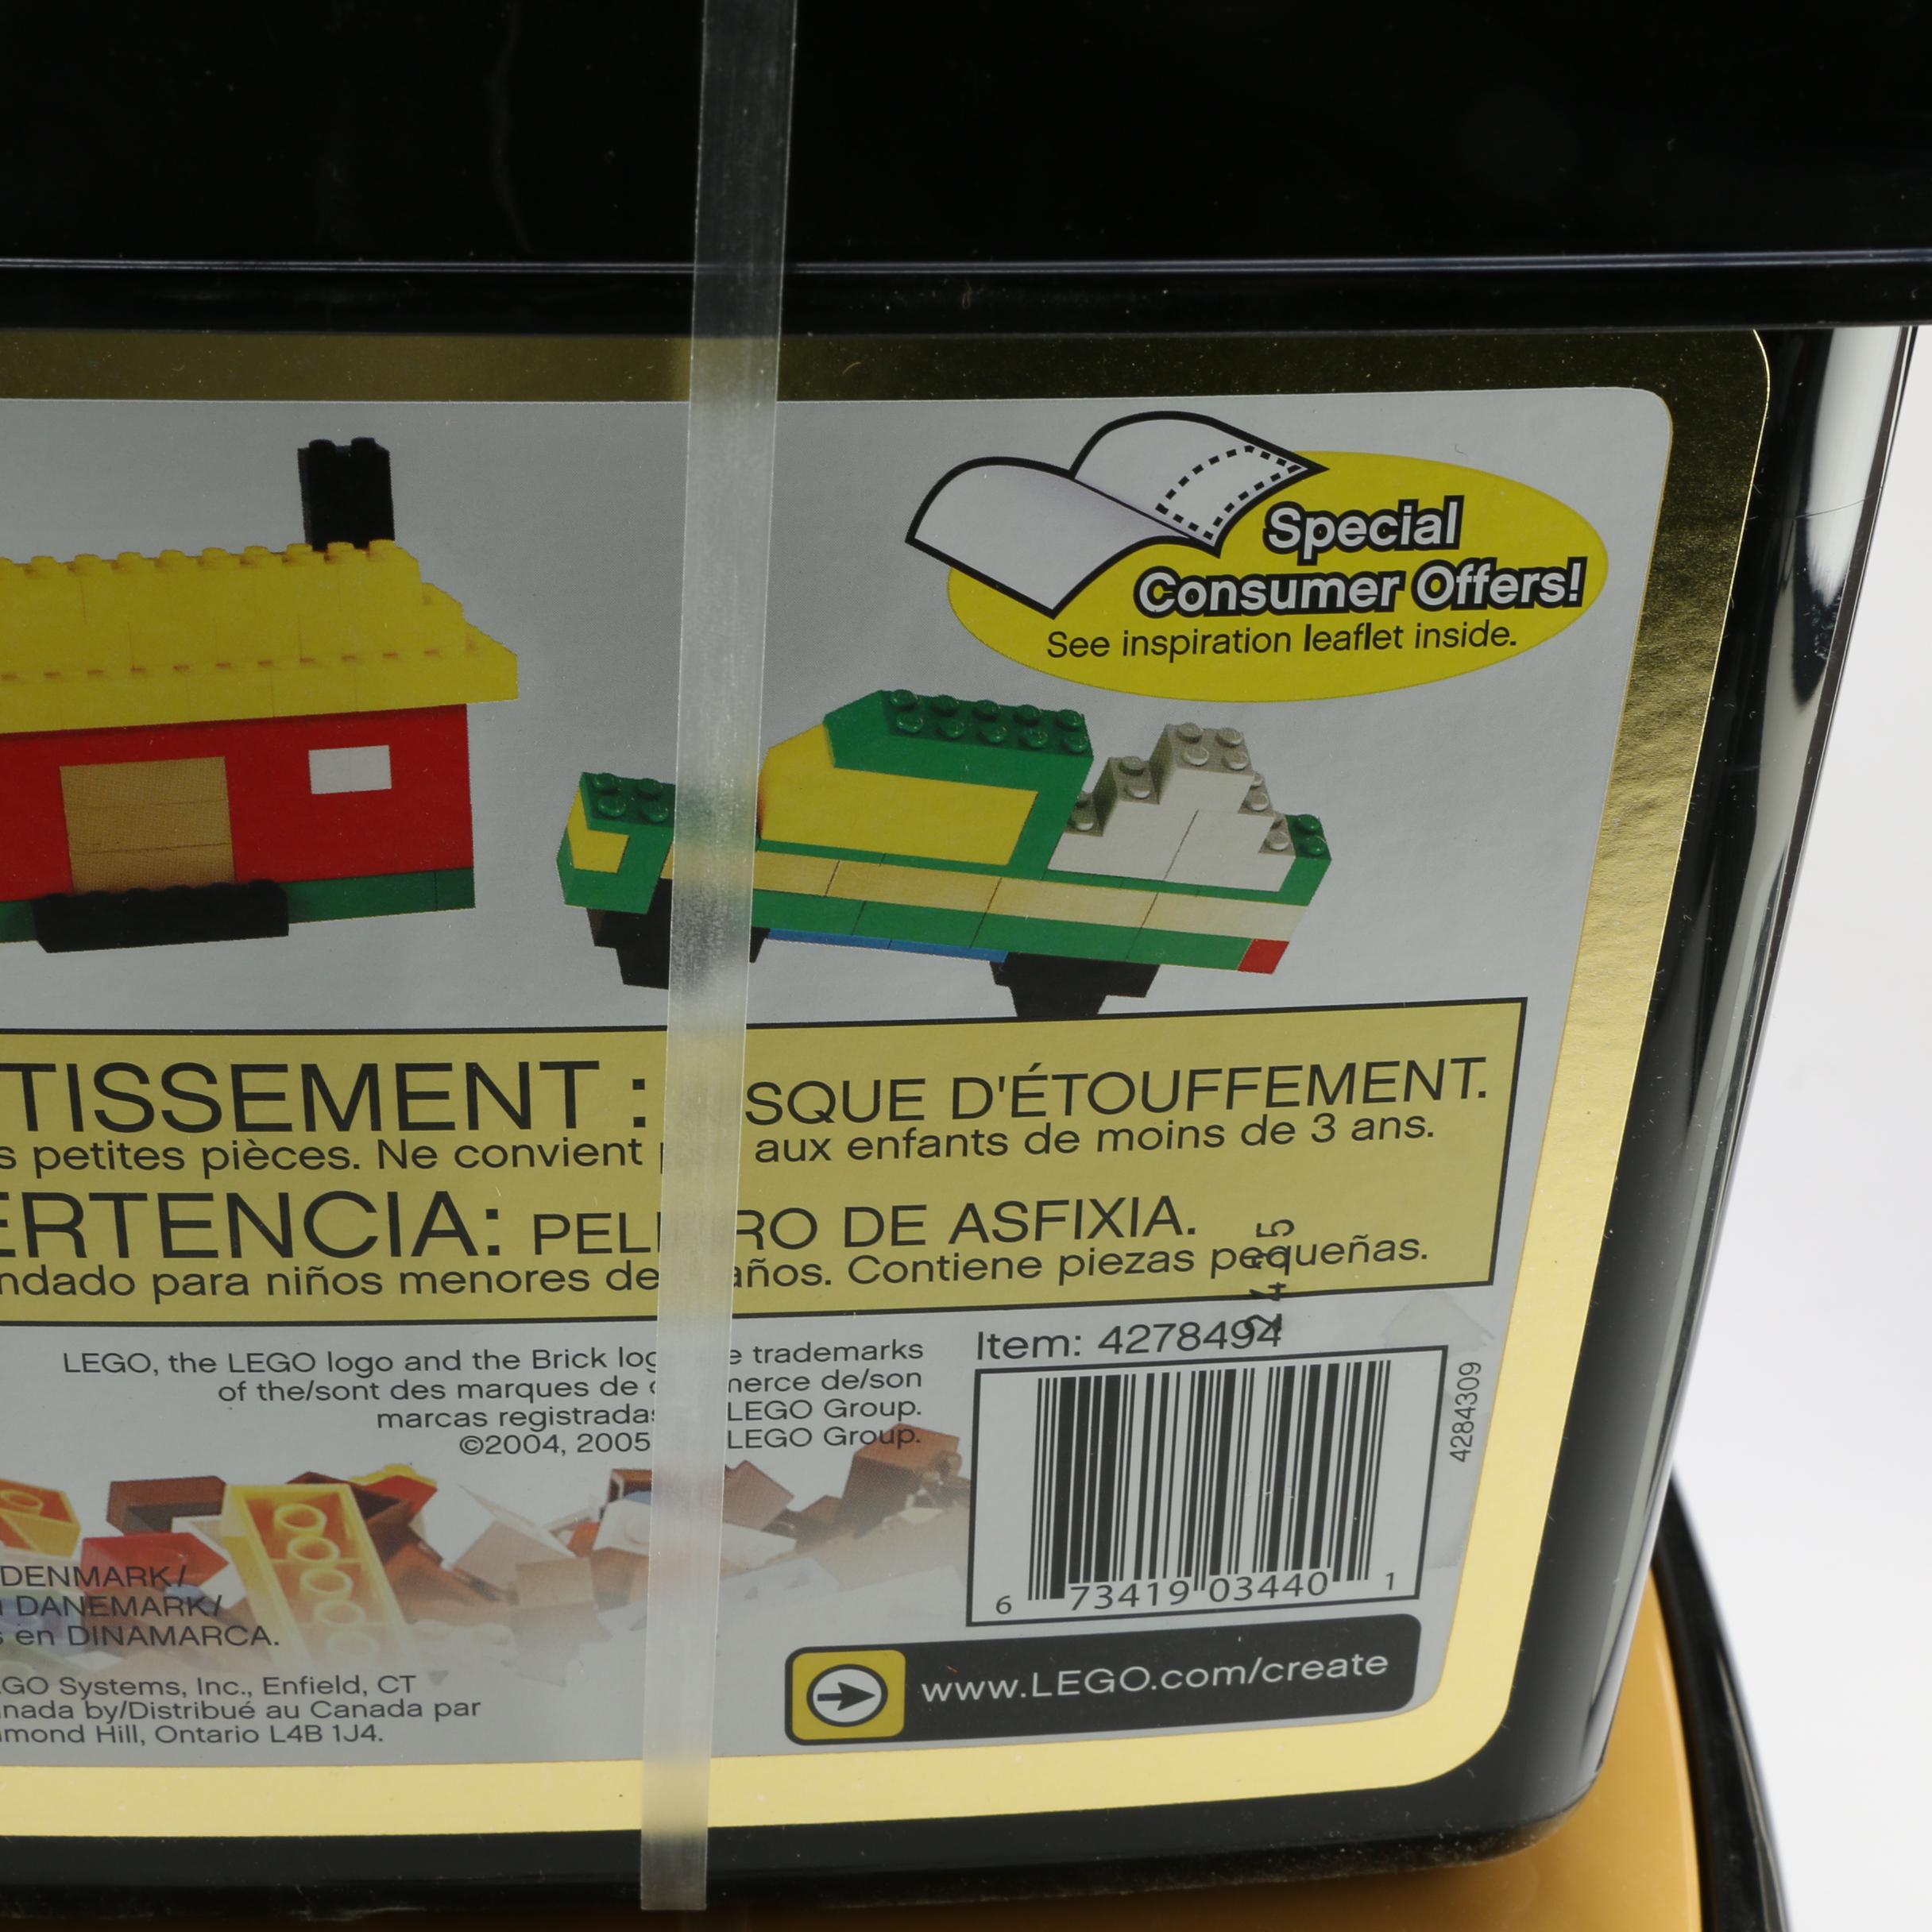 Special
Consumer Offers!
See inspiration leaflet inside.
TISSEMENT : SQUE D'ÉTOUFFEMENT.
s petites pièces. Ne convient aux enfants de moins de 3 ans.
ERTENCIA: PELI RO DE ASFIXIA.
ndado para niños menores de años. Contiene piezas pequeñas.
LEGO, the LEGO logo and the Brick log e trademarks
of the/sont des marques de merce de/son
marcas registradas LEGO Group.
©2004, 2005 LEGO Group.
Item: 4278494
4284309
6 73419 03440 1
DENMARK/
DANEMARK/
s en DINAMARCA.
GO Systems, Inc., Enfield, CT
nada by/Distribué au Canada par
mond Hill, Ontario L4B 1J4.
www.LEGO.com/create